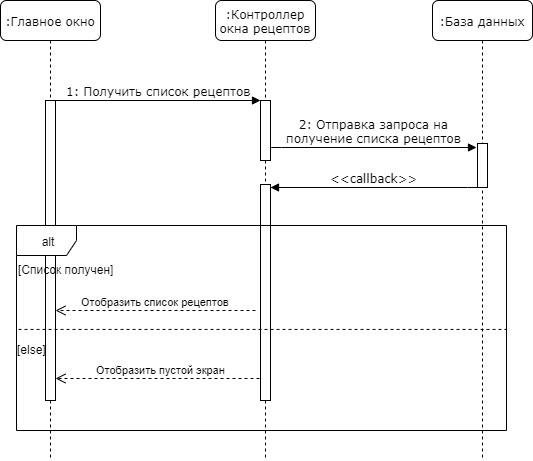 :Главное окно
:Контроллер
окна рецептов
:База данных
1: Получить список рецептов
2: Отправка запроса на
получение списка рецептов
<<callback>>
alt
[Список получен]
Отобразить список рецептов
[else]
Отобразить пустой экран